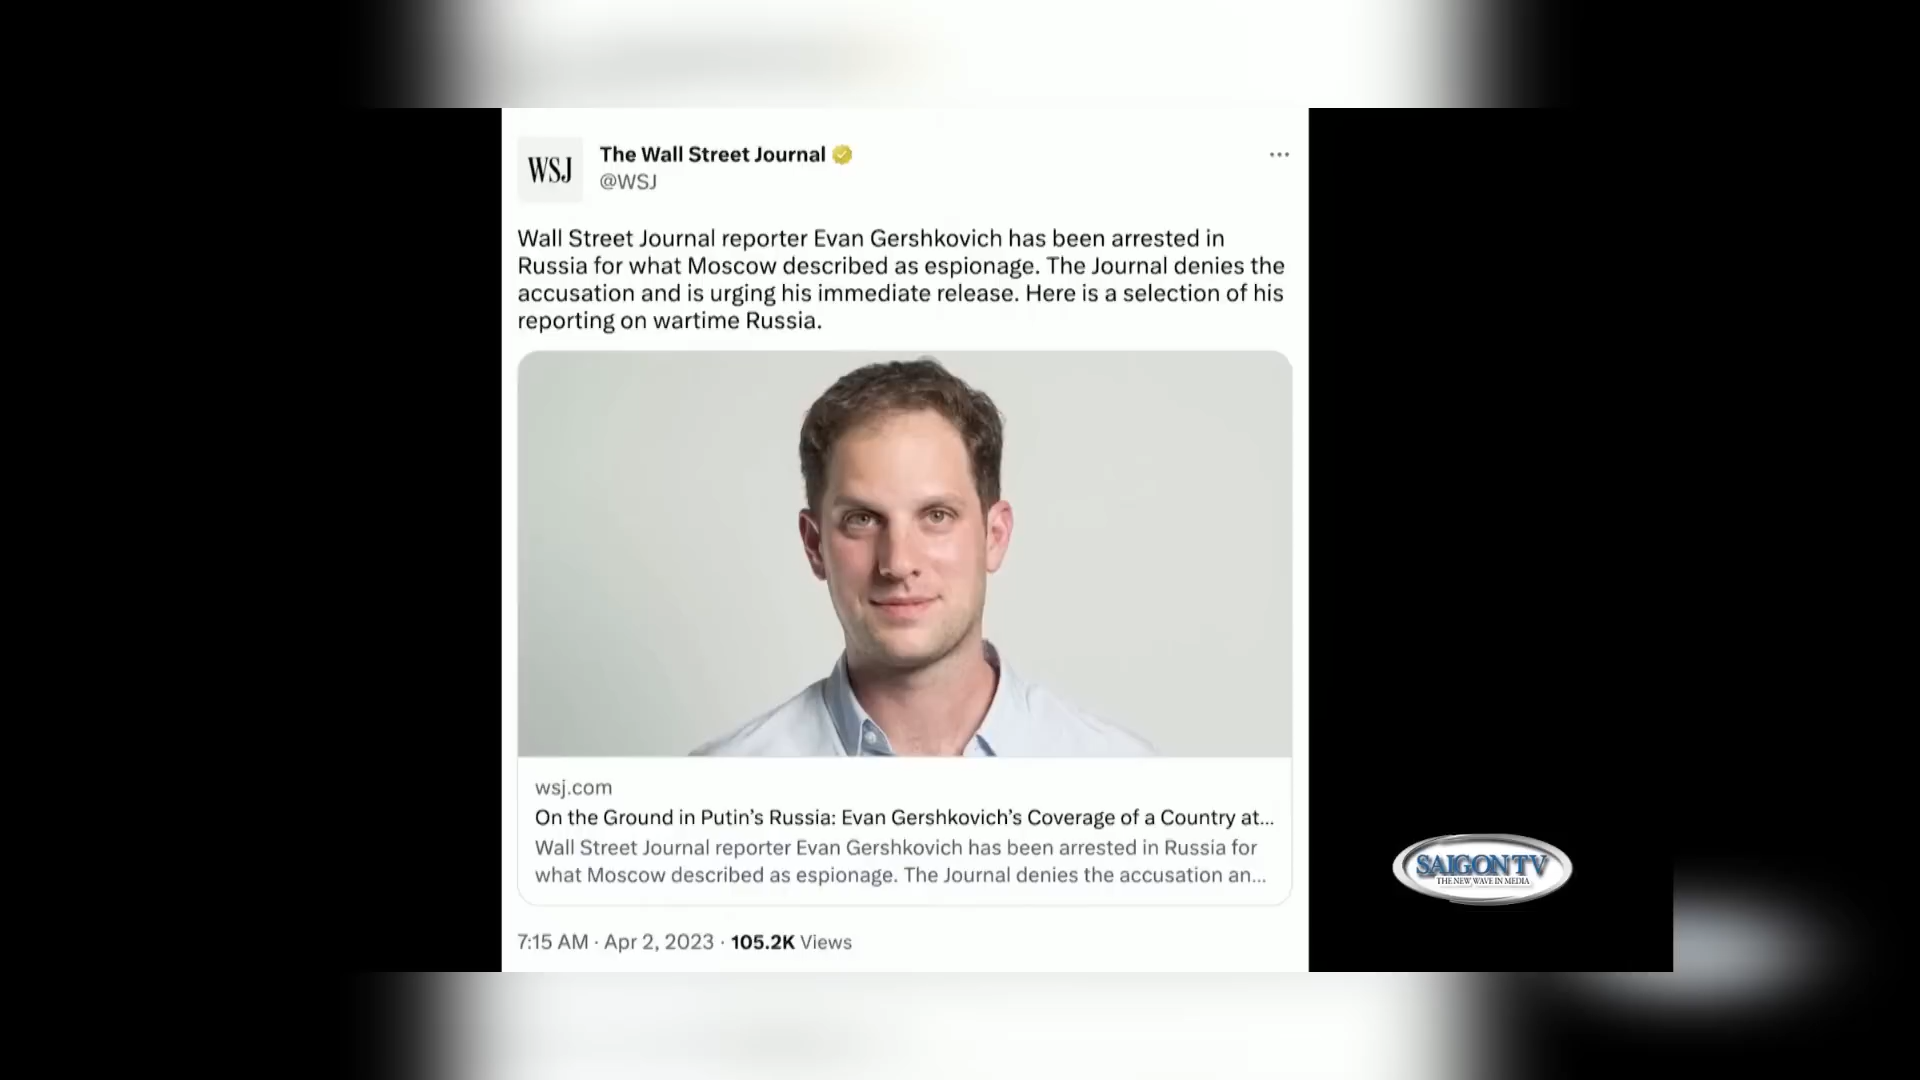 WSJ
The Wall Street Journal
@WSJ
Wall Street Journal reporter Evan Gershkovich has been arrested in
Russia for what Moscow described as espionage. The Journal denies the
accusation and is urging his immediate release. Here is a selection of his
reporting on wartime Russia.
wsj.com
On the Ground in Putin's Russia: Evan Gershkovich's Coverage of a Country at...
Wall Street Journal reporter Evan Gershkovich has been arrested in Russia for
what Moscow described as espionage. The Journal denies the accusation an...
7:15 AM · Apr 2, 2023 · 105.2K Views
SAIGON TV
THE NEW WAVE IN MEDIA